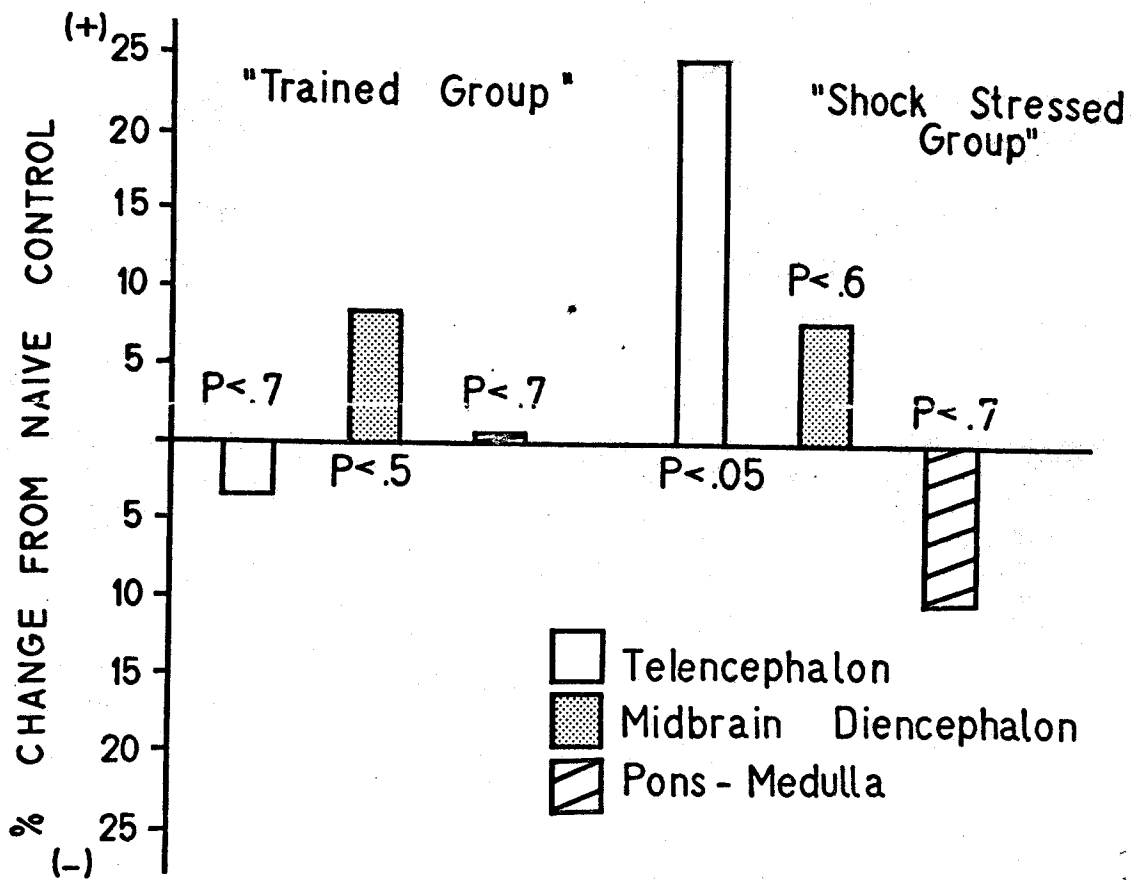 (+)
25
20
15
10
5
5
10
15
20
25
(-)
% CHANGE FROM NAIVE CONTROL
"Trained Group"
"Shock Stressed
Group"
P<.7
P<.5
P<.7
P<.05
P<.6
P<.7
Telencephalon
Midbrain Diencephalon
Pons - Medulla